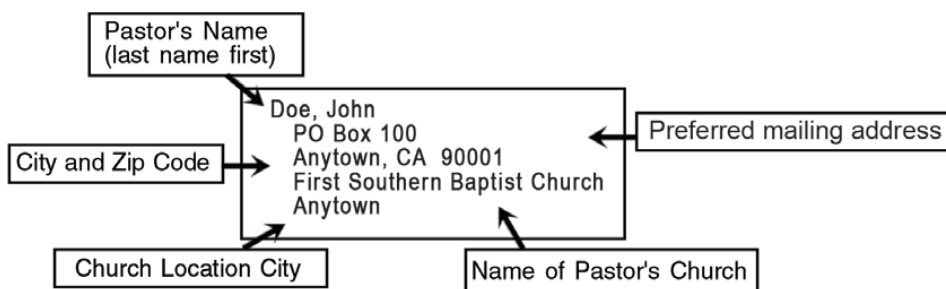 Pastor's Name
(last name first)
Doe, John
PO Box 100
Preferred mailing address
City and Zip Code
Anytown, CA 90001
First Southern Baptist Church
Anytown
Church Location City
Name of Pastor's Church